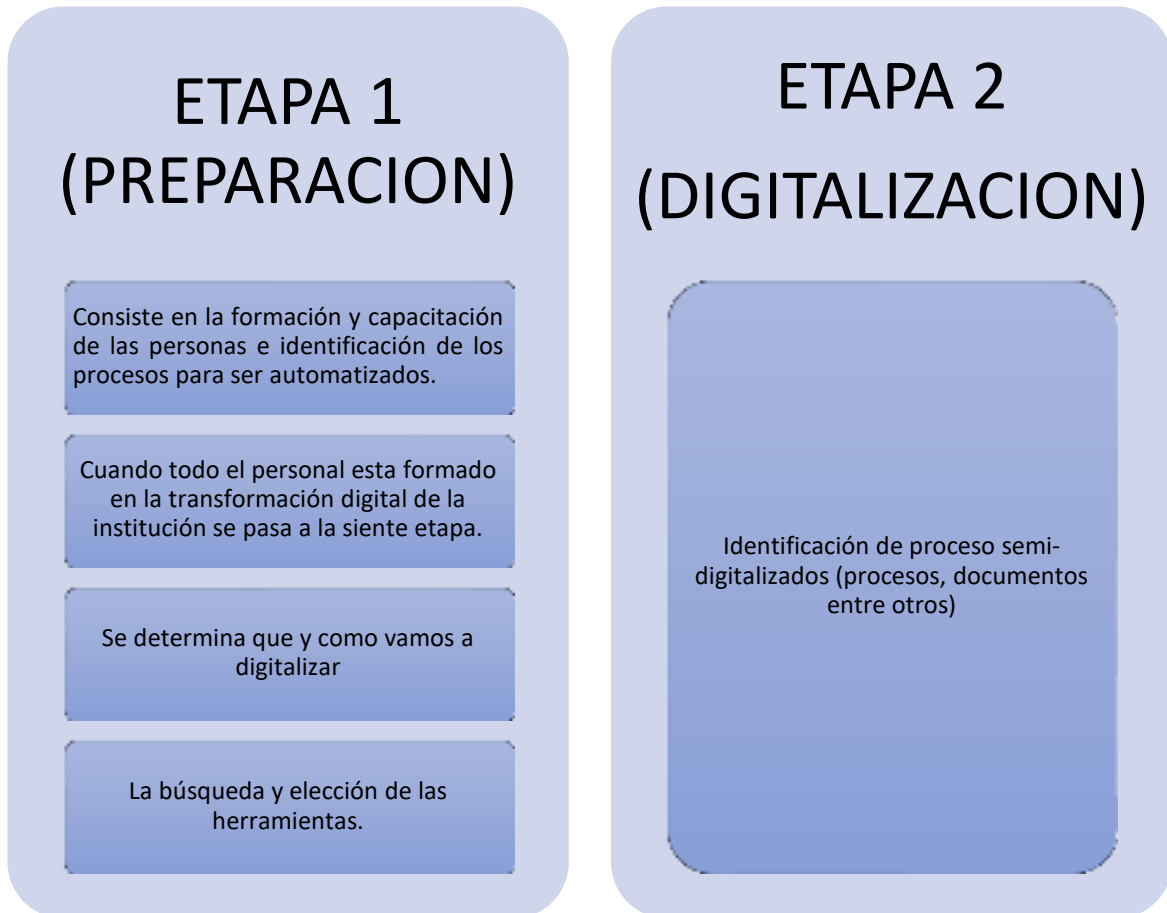 ETAPA 1
(PREPARACION)
Consiste en la formación y capacitación
de las personas e identificación de los
procesos para ser automatizados.
Cuando todo el personal esta formado
en la transformación digital de la
institución se pasa a la siente etapa.
Se determina que y como vamos a
digitalizar
La búsqueda y elección de las
herramientas.
ETAPA 2
(DIGITALIZACION)
Identificación de proceso semi-
digitalizados (procesos, documentos
entre otros)